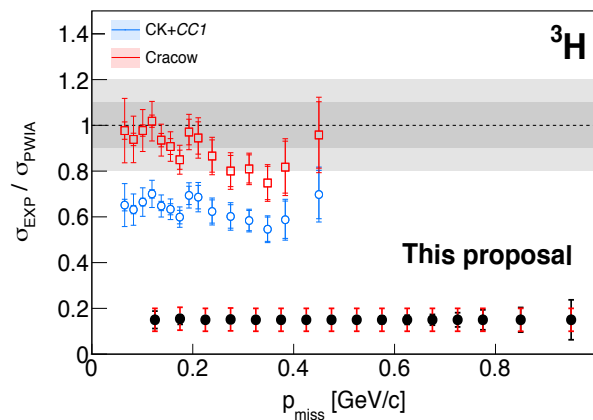 1.4
1.2
1
0.8
0.6
0.4
0.2
0
σEXP / σPWIA
CK+CC1
Cracow
³H
This proposal
0 0.2 0.4 0.6 0.8
pmiss [GeV/c]